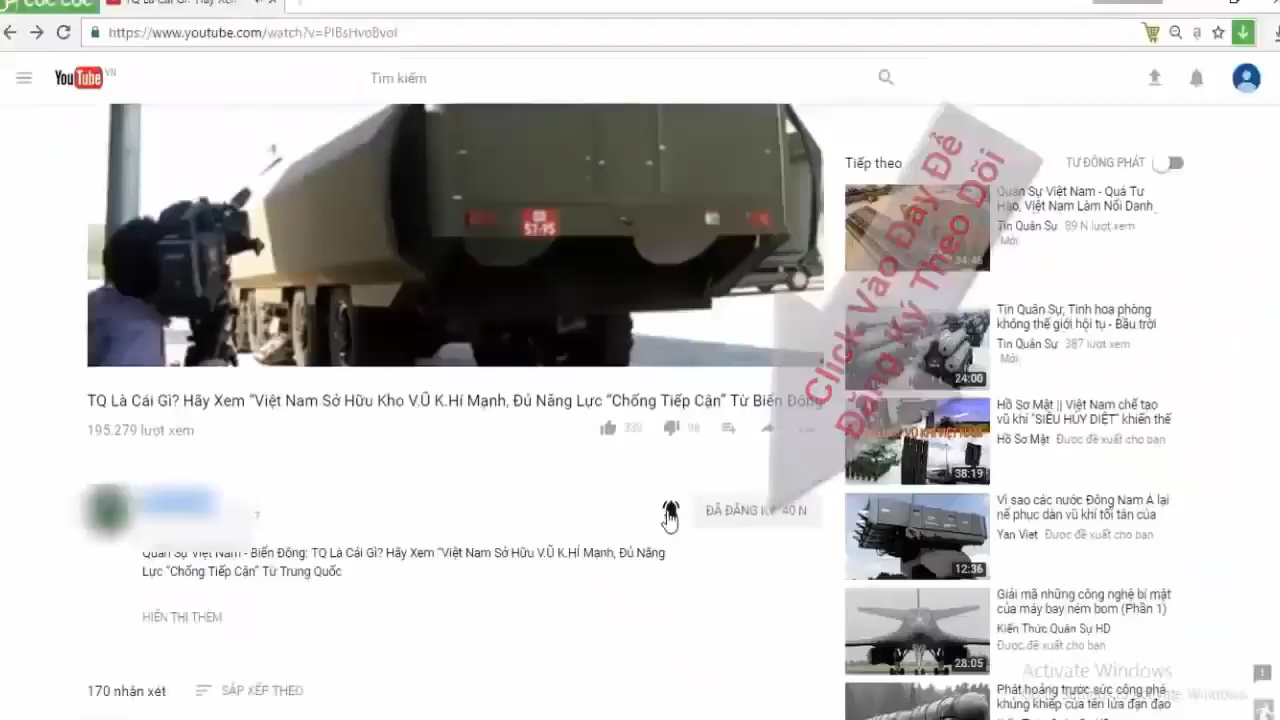 https://www.youtube.com/watch?v=PIBsHvoBvoI
YouTube VN
Tìm kiếm
57-95
Click Vào Đây Để
Đăng Ký Theo Dõi
TQ Là Cái Gì? Hãy Xem "Việt Nam Sở Hữu Kho V.Ũ K.Hí Mạnh, Đủ Năng Lực "Chống Tiếp Cận" Từ Biển Đông
195.279 lượt xem
339
98
ĐÃ ĐĂNG KÝ 40 N
Quân Sự Việt Nam - Biển Đông: TQ Là Cái Gì? Hãy Xem "Việt Nam Sở Hữu V.Ũ K.HÍ Mạnh, Đủ Năng
Lực "Chống Tiếp Cận" Từ Trung Quốc
HIỂN THỊ THÊM
170 nhận xét
SẮP XẾP THEO
Tiếp theo
TỰ ĐỘNG PHÁT
Quân Sự Việt Nam - Quá Tự
Hào, Việt Nam Làm Nổi Danh
Tin Quân Sự 89 N lượt xem
Mới
34:46
Tin Quân Sự, Tinh hoa phòng
không thế giới hội tụ - Bầu trời
Tin Quân Sự 387 lượt xem
Mới
24:00
Hồ Sơ Mật || Việt Nam chế tạo
vũ khí "SIÊU HỦY DIỆT" khiến thế
Hồ Sơ Mật Được đề xuất cho bạn
38:19
Vì sao các nước Đông Nam Á lại
nể phục dàn vũ khí tối tân của
Yan Viet Được đề xuất cho bạn
12:36
Giải mã những công nghệ bí mật
của máy bay ném bom (Phần 1)
Kiến Thức Quân Sự HD
Được đề xuất cho bạn
28:05
Activate Windows
Phát hoảng trước sức công phá
khủng khiếp của tên lửa đạn đạo